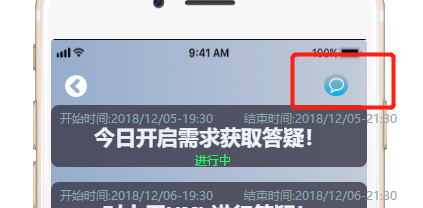 9:41 AM 100%
开始时间:2018/12/05-19:30 结束时间:2018/12/05-21:30
今日开启需求获取答疑!
进行中
开始时间:2018/12/06-19:30 结束时间:2018/12/06-21:30